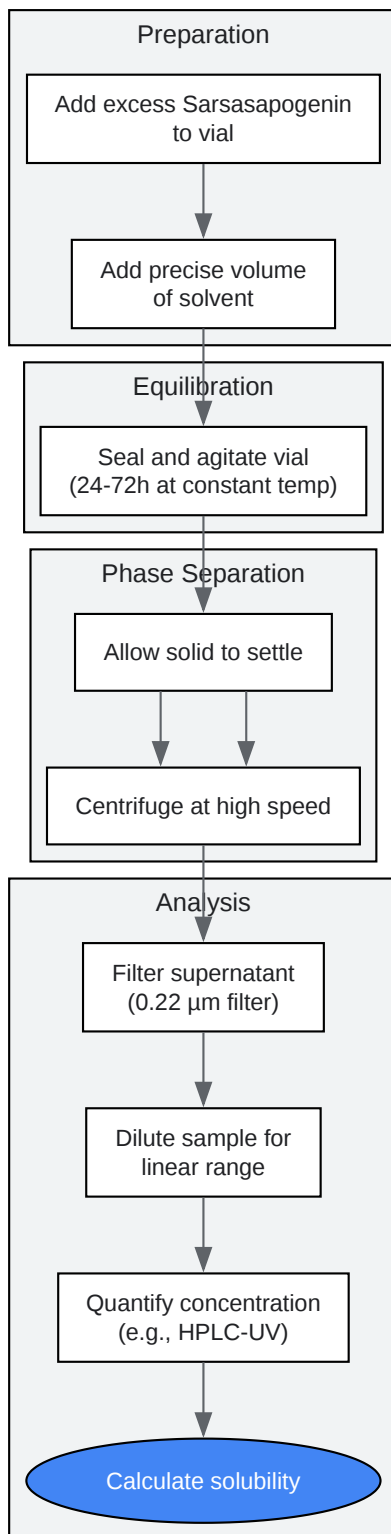 Preparation
Add excess Sarsasapogenin
to vial
Add precise volume
of solvent
Equilibration
Seal and agitate vial
(24-72h at constant temp)
Phase Separation
Allow solid to settle
Centrifuge at high speed
Analysis
Filter supernatant
(0.22 µm filter)
Dilute sample for
linear range
Quantify concentration
(e.g., HPLC-UV)
Calculate solubility